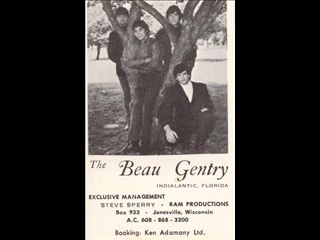 The Beau Gentry
INDIALANTIC, FLORIDA
EXCLUSIVE MANAGEMENT
STEVE SPERRY - RAM PRODUCTIONS
Box 933 - Janesville, Wisconsin
A.C. 608 - 868 - 3200
Booking: Ken Adamany Ltd.